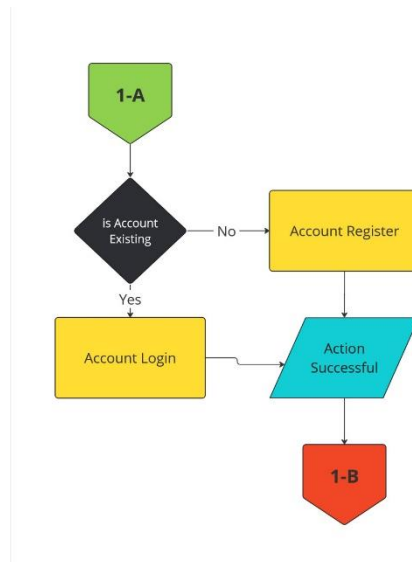 1-A
is Account
Existing
No
Account Register
Yes
Account Login
Action
Successful
1-B